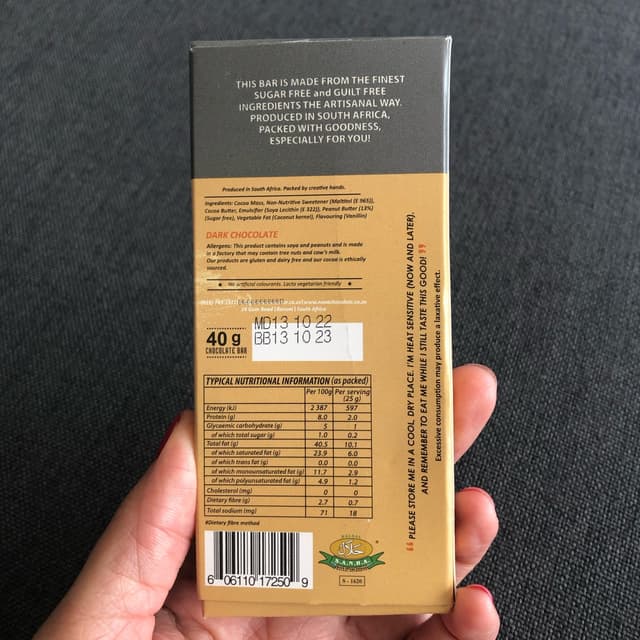 THIS BAR IS MADE FROM THE FINEST
SUGAR FREE and GUILT FREE
INGREDIENTS THE ARTISANAL WAY.
PRODUCED IN SOUTH AFRICA,
PACKED WITH GOODNESS,
ESPECIALLY FOR YOU!
Produced in South Africa. Packed by creative hands.
Ingredients: Cocoa Mass, Non-Nutritive Sweetener (Maltitol (E 965)),
Cocoa Butter, Emulsifier (Soya Lecithin (E 322)), Peanut Butter (13%)
(Sugar free), Vegetable Fat (Coconut kernel), Flavouring (Vanillin)
DARK CHOCOLATE
Allergens: This product contains soya and peanuts and is made
in a factory that may contain tree nuts and cow's milk.
Our products are gluten and dairy free and our cocoa is ethically
sourced.
No artificial colourants. Lacto vegetarian friendly
South Africa
MD13 10 22
BB13 10 23
40 g
CHOCOLATE BAR
TYPICAL NUTRITIONAL INFORMATION (as packed)
Per 100g Per serving
(25 g)
Energy (kJ) 2 387 597
Protein (g) 8.0 2.0
Glycaemic carbohydrate (g) 5 1
of which total sugar (g) 1.0 0.2
Total fat (g) 40.5 10.1
of which saturated fat (g) 23.9 6.0
of which trans fat (g) 0.0 0.0
of which monounsaturated fat (g) 11.7 2.9
of which polyunsaturated fat (g) 4.9 1.2
Cholesterol (mg) 0 0
Dietary fibre (g) 2.7 0.7
Total sodium (mg) 71 18
#Dietary fibre method
6 06110 17250 9
S.A.N.H.A.
S - 1620
“ PLEASE STORE ME IN A COOL, DRY PLACE. I'M HEAT SENSITIVE (NOW AND LATER).
AND REMEMBER TO EAT ME WHILE I STILL TASTE THIS GOOD! ”
Excessive consumption may produce a laxative effect.